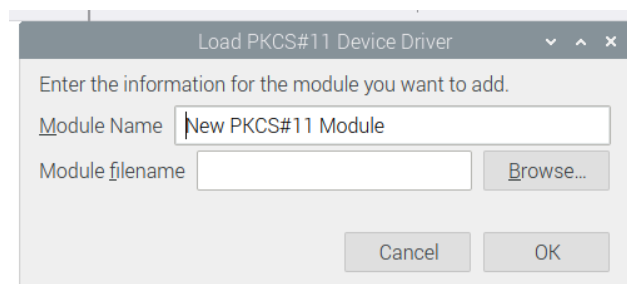 Load PKCS#11 Device Driver
Enter the information for the module you want to add.
Module Name New PKCS#11 Module
Module filename Browse...
Cancel OK